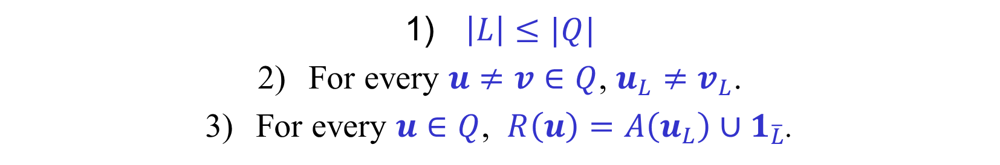 1) |L| ≤ |Q|
2) For every u ≠ v ∈ Q, u_L ≠ v_L.
3) For every u ∈ Q, R(u) = A(u_L) ∪ 1_L̄.